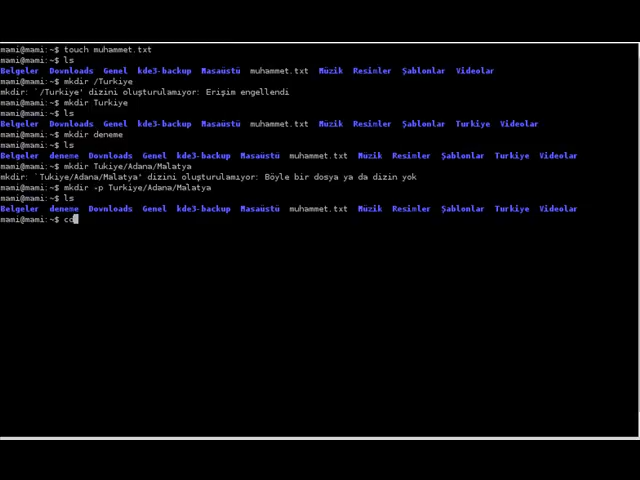 mami@mami:~$ touch muhammet.txt
mami@mami:~$ ls
Belgeler Downloads Genel kde3-backup Masaüstü muhammet.txt Müzik Resimler Şablonlar Videolar
mami@mami:~$ mkdir /Turkiye
mkdir: `/Turkiye' dizini oluşturulamıyor: Erişim engellendi
mami@mami:~$ mkdir Turkiye
mami@mami:~$ ls
Belgeler Downloads Genel kde3-backup Masaüstü muhammet.txt Müzik Resimler Şablonlar Turkiye Videolar
mami@mami:~$ mkdir deneme
mami@mami:~$ ls
Belgeler deneme Downloads Genel kde3-backup Masaüstü muhammet.txt Müzik Resimler Şablonlar Turkiye Videolar
mami@mami:~$ mkdir Tukiye/Adana/Malatya
mkdir: `Tukiye/Adana/Malatya' dizini oluşturulamıyor: Böyle bir dosya ya da dizin yok
mami@mami:~$ mkdir -p Turkiye/Adana/Malatya
mami@mami:~$ ls
Belgeler deneme Downloads Genel kde3-backup Masaüstü muhammet.txt Müzik Resimler Şablonlar Turkiye Videolar
mami@mami:~$ cd